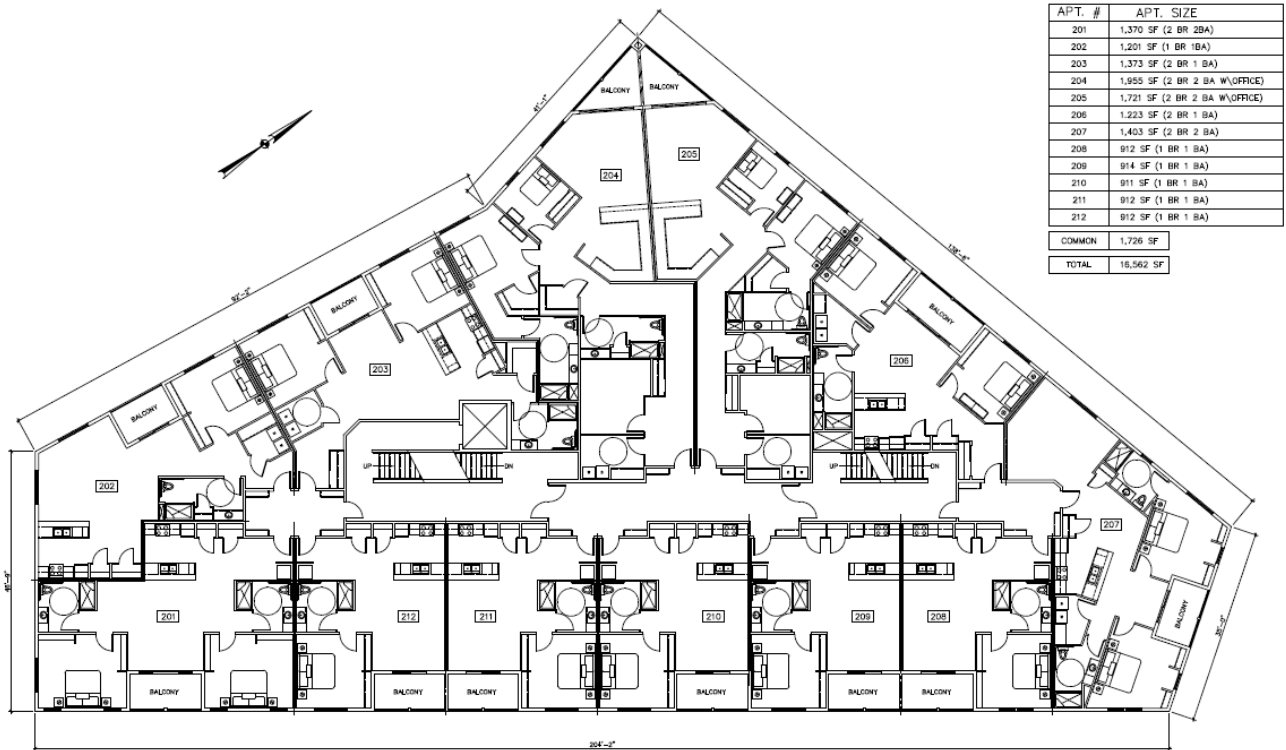 APT. # APT. SIZE
201 1,370 SF (2 BR 2BA)
202 1,201 SF (1 BR 1BA)
203 1,373 SF (2 BR 1 BA)
204 1,955 SF (2 BR 2 BA W\OFFICE)
205 1,721 SF (2 BR 2 BA W\OFFICE)
206 1.223 SF (2 BR 1 BA)
207 1,403 SF (2 BR 2 BA)
208 912 SF (1 BR 1 BA)
209 914 SF (1 BR 1 BA)
210 911 SF (1 BR 1 BA)
211 912 SF (1 BR 1 BA)
212 912 SF (1 BR 1 BA)
COMMON 1,726 SF
TOTAL 16,562 SF
BALCONY
BALCONY
204
205
BALCONY
BALCONY
92'-2"
203
206
BALCONY
UP
DN
UP
DN
202
207
BALCONY
201
212
211
210
209
208
BALCONY
BALCONY
BALCONY
BALCONY
BALCONY
BALCONY
204'-2"